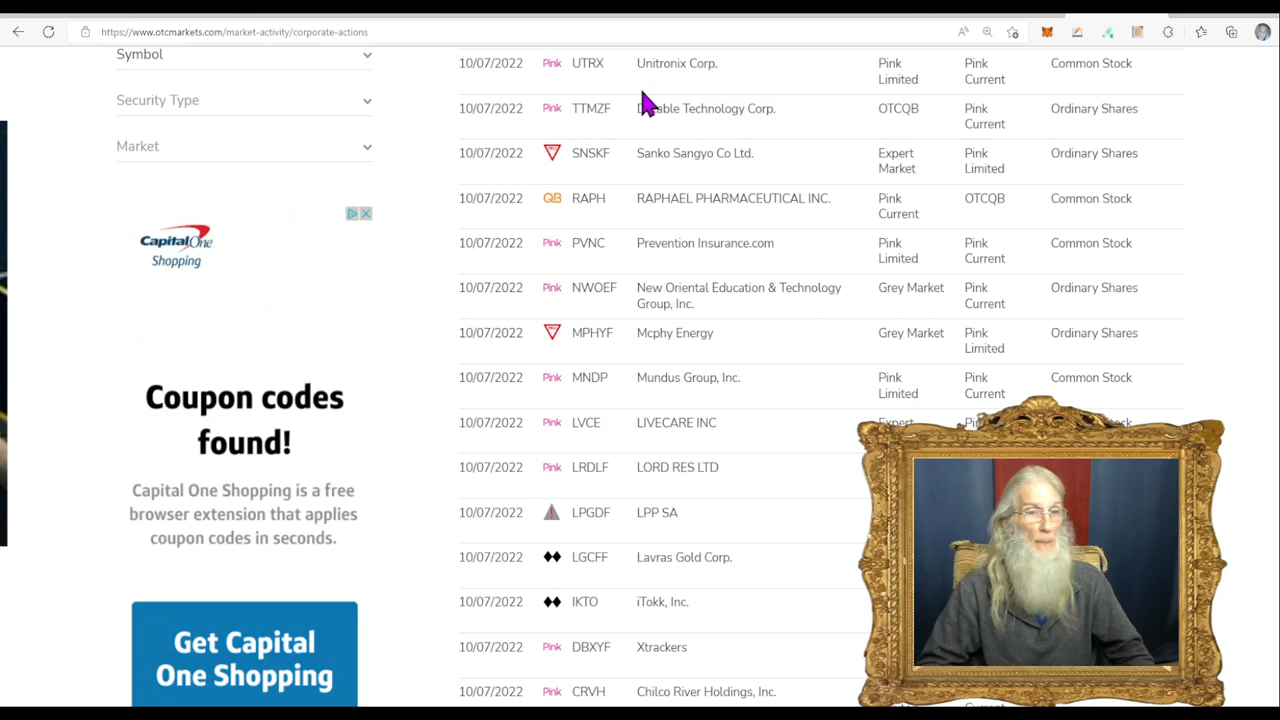 https://www.otcmarkets.com/market-activity/corporate-actions
Symbol
Security Type
Market
CapitalOne
Shopping
Coupon codes
found!
Capital One Shopping is a free
browser extension that applies
coupon codes in seconds.
Get Capital
One Shopping
10/07/2022 Pink UTRX Unitronix Corp. Pink Limited Pink Current Common Stock
10/07/2022 Pink TTMZF Technology Corp. OTCQB Pink Current Ordinary Shares
10/07/2022 SNSKF Sanko Sangyo Co Ltd. Expert Market Pink Limited Ordinary Shares
10/07/2022 QB RAPH RAPHAEL PHARMACEUTICAL INC. Pink Current OTCQB Common Stock
10/07/2022 Pink PVNC Prevention Insurance.com Pink Limited Pink Current Common Stock
10/07/2022 Pink NWOEF New Oriental Education & Technology Group, Inc. Grey Market Pink Current Ordinary Shares
10/07/2022 MPHYF Mcphy Energy Grey Market Pink Limited Ordinary Shares
10/07/2022 Pink MNDP Mundus Group, Inc. Pink Limited Pink Current Common Stock
10/07/2022 Pink LVCE LIVECARE INC Expert
10/07/2022 Pink LRDLF LORD RES LTD
10/07/2022 LPGDF LPP SA
10/07/2022 LGCFF Lavras Gold Corp.
10/07/2022 IKTO iTokk, Inc.
10/07/2022 Pink DBXYF Xtrackers
10/07/2022 Pink CRVH Chilco River Holdings, Inc.